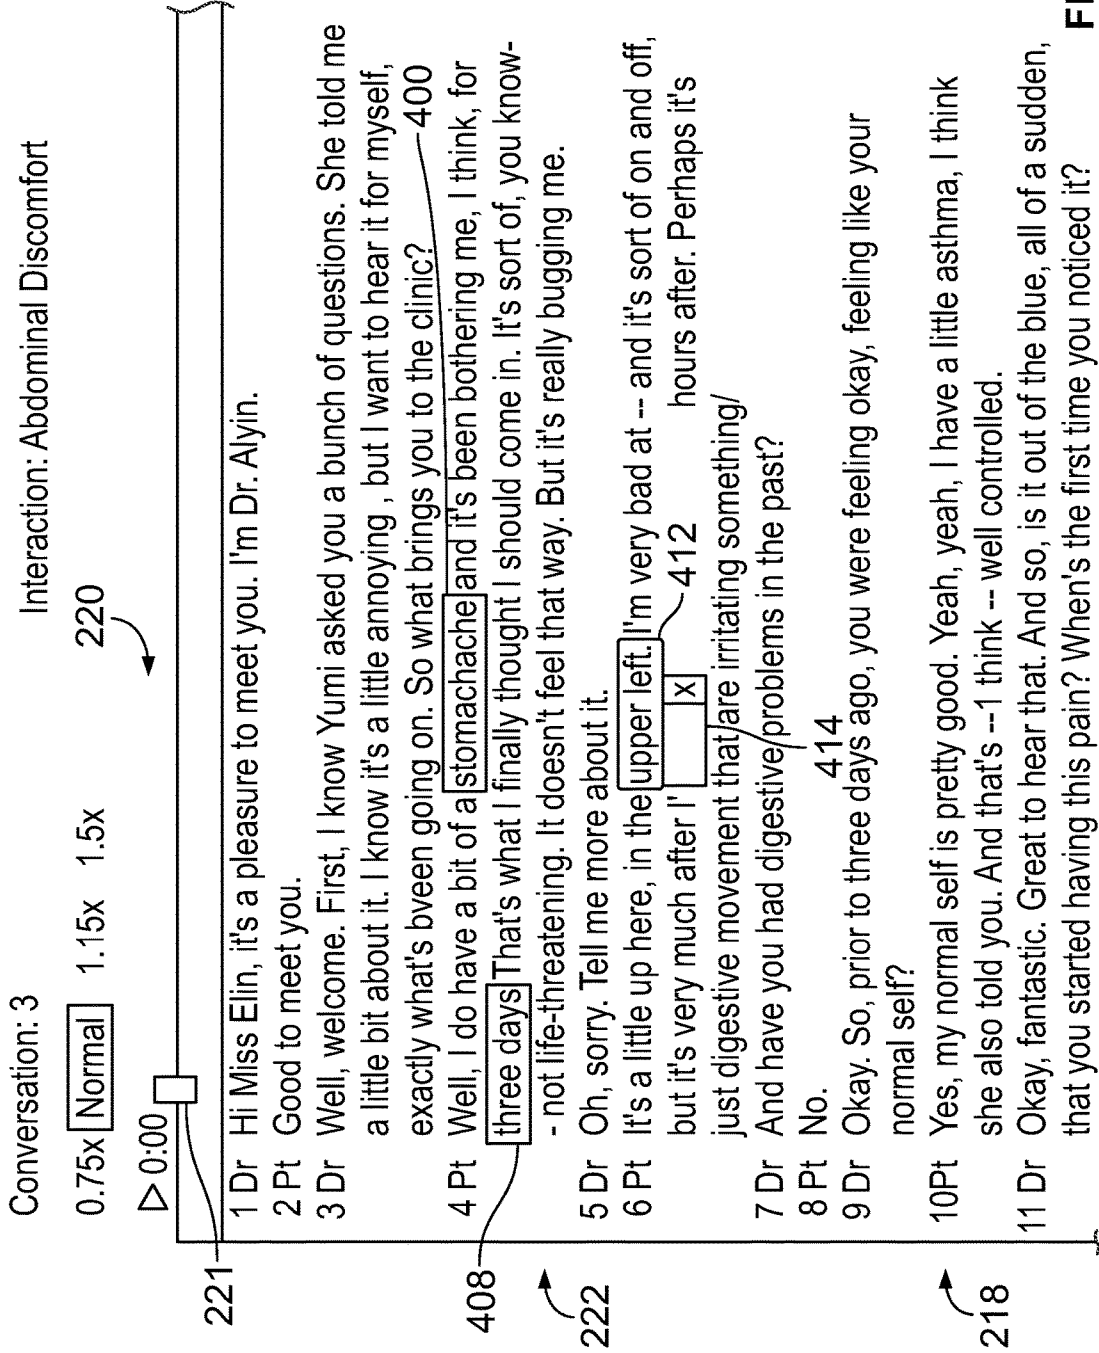 Conversation: 3
Interaction: Abdominal Discomfort
0.75x Normal 1.15x 1.5x
220
▷ 0:00
221
1 Dr Hi Miss Elin, it's a pleasure to meet you. I'm Dr. Alyin.
2 Pt Good to meet you.
3 Dr Well, welcome. First, I know Yumi asked you a bunch of questions. She told me
a little bit about it. I know it's a little annoying , but I want to hear it for myself,
exactly what's bveen going on. So what brings you to the clinic?
400
4 Pt Well, I do have a bit of a stomachache and it's been bothering me, I think, for
408
three days That's what I finally thought I should come in. It's sort of, you know-
- not life-threatening. It doesn't feel that way. But it's really bugging me.
222
5 Dr Oh, sorry. Tell me more about it.
6 Pt It's a little up here, in the upper left. I'm very bad at -- and it's sort of on and off,
412
but it's very much after I' x hours after. Perhaps it's
just digestive movement that are irritating something/
414
7 Dr And have you had digestive problems in the past?
8 Pt No.
9 Dr Okay. So, prior to three days ago, you were feeling okay, feeling like your
normal self?
10Pt Yes, my normal self is pretty good. Yeah, yeah, I have a little asthma, I think
218
she also told you. And that's --1 think -- well controlled.
11 Dr Okay, fantastic. Great to hear that. And so, is it out of the blue, all of a sudden,
that you started having this pain? When's the first time you noticed it?